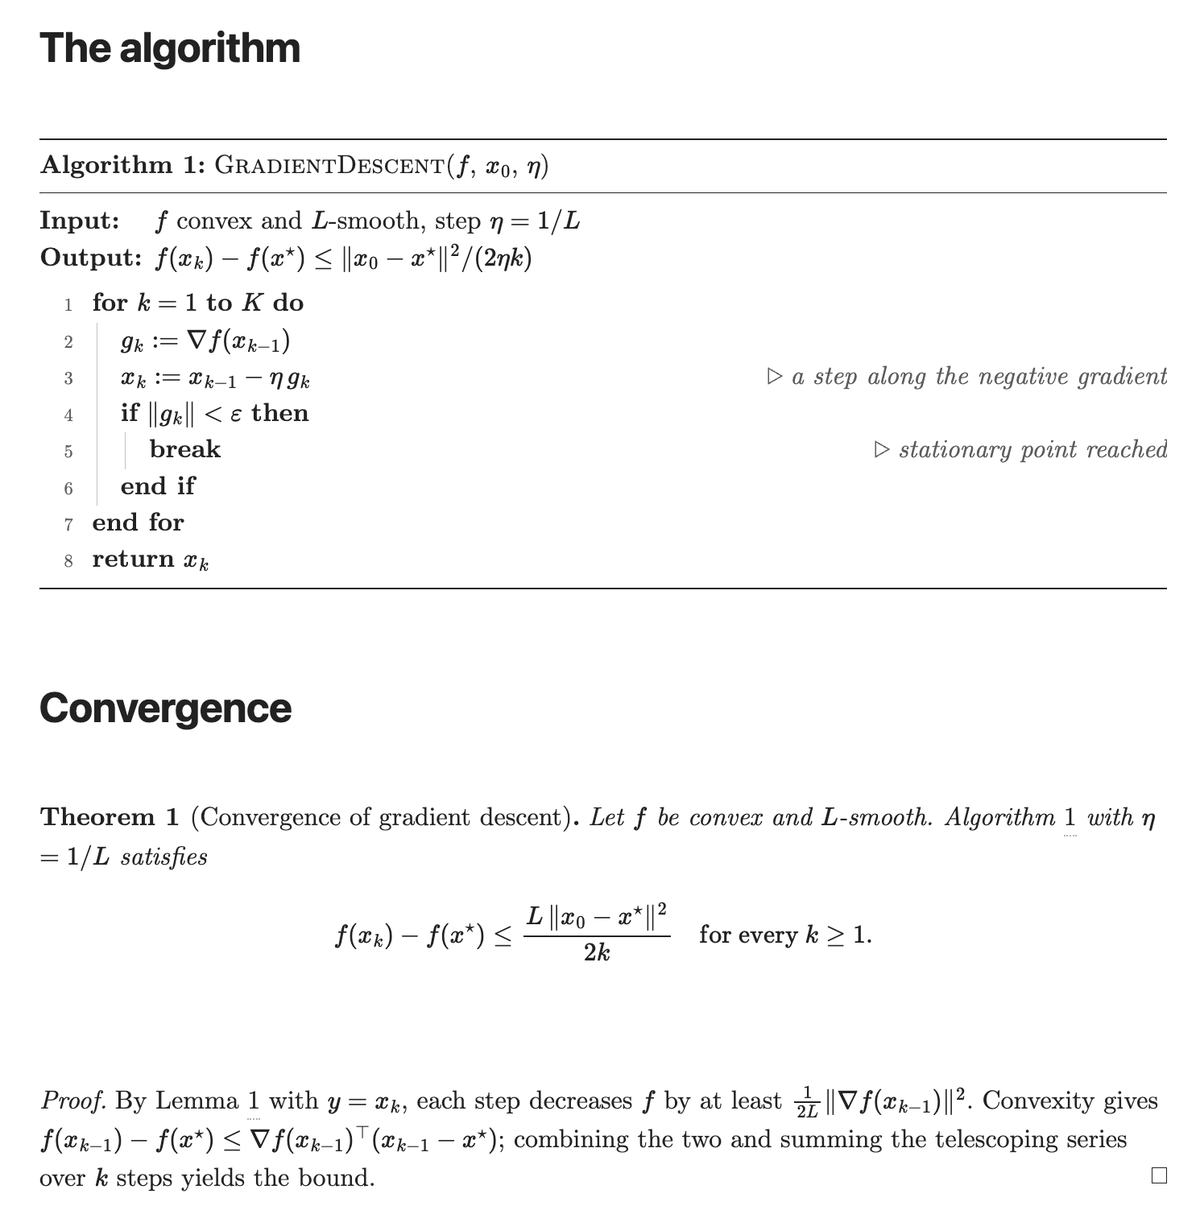 The algorithm
Algorithm 1: GRADIENTDESCENT(f, x₀, η)
Input: f convex and L-smooth, step η = 1/L
Output: f(xₖ) − f(x⋆) ≤ ‖x₀ − x⋆‖²/(2ηk)
1 for k = 1 to K do
2 gₖ := ∇f(xₖ₋₁)
3 xₖ := xₖ₋₁ − η gₖ ▷ a step along the negative gradient
4 if ‖gₖ‖ < ε then
5 break ▷ stationary point reached
6 end if
7 end for
8 return xₖ
Convergence
Theorem 1 (Convergence of gradient descent). Let f be convex and L-smooth. Algorithm 1 with η
= 1/L satisfies
f(xₖ) − f(x⋆) ≤ L ‖x₀ − x⋆‖² / 2k for every k ≥ 1.
Proof. By Lemma 1 with y = xₖ, each step decreases f by at least 1/2L ‖∇f(xₖ₋₁)‖². Convexity gives
f(xₖ₋₁) − f(x⋆) ≤ ∇f(xₖ₋₁)⊤(xₖ₋₁ − x⋆); combining the two and summing the telescoping series
over k steps yields the bound. □